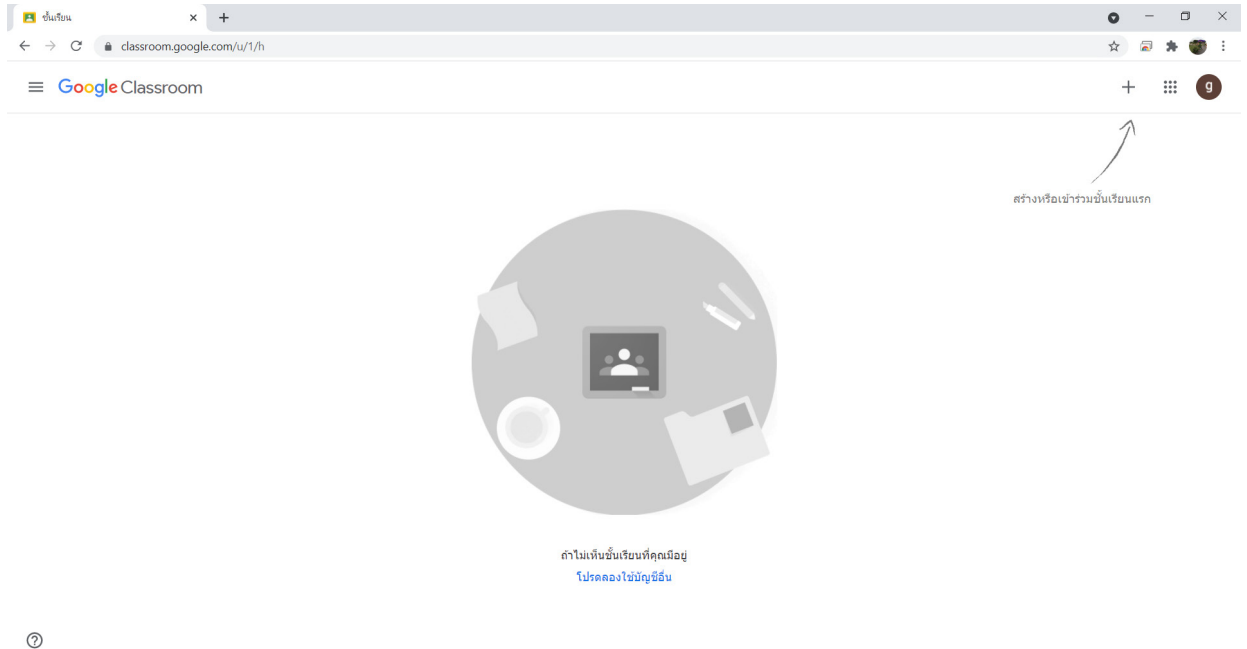 ชั้นเรียน
classroom.google.com/u/1/h
Google Classroom
g
สร้างหรือเข้าร่วมชั้นเรียนแรก
ถ้าไม่เห็นชั้นเรียนที่คุณมีอยู่
โปรดลองใช้บัญชีอื่น